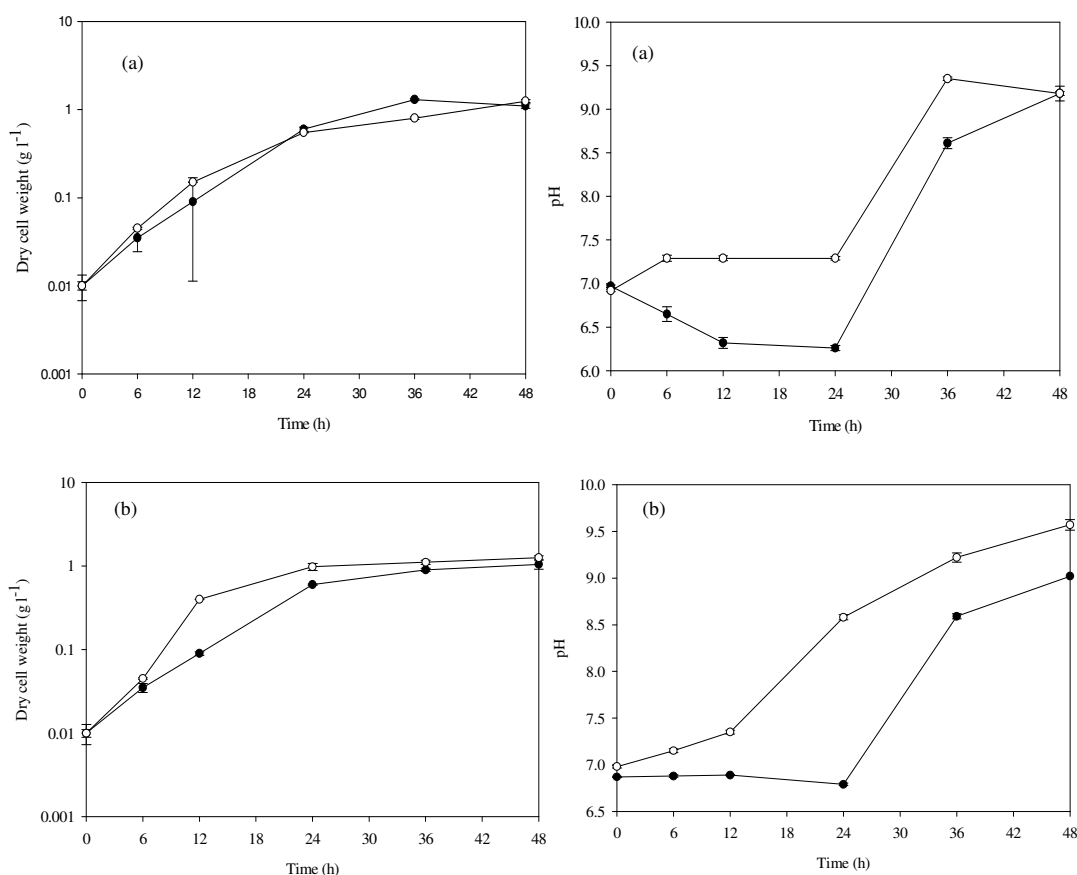 (a)
Dry cell weight (g l-1)
10
1
0.1
0.01
0.001
0 6 12 18 24 30 36 42 48
Time (h)
(a)
pH
10.0
9.5
9.0
8.5
8.0
7.5
7.0
6.5
6.0
0 6 12 18 24 30 36 42 48
Time (h)
(b)
Dry cell weight (g l-1)
10
1
0.1
0.01
0.001
0 6 12 18 24 30 36 42 48
Time (h)
(b)
pH
10.0
9.5
9.0
8.5
8.0
7.5
7.0
6.5
0 6 12 18 24 30 36 42 48
Time (h)